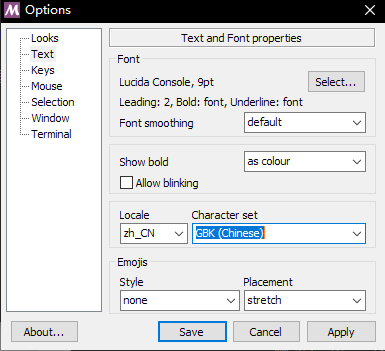 Options
Looks
Text
Keys
Mouse
Selection
Window
Terminal
Text and Font properties
Font
Lucida Console, 9pt
Select...
Leading: 2, Bold: font, Underline: font
Font smoothing
default
Show bold
as colour
Allow blinking
Locale
Character set
zh_CN
GBK (Chinese)
Emojis
Style
Placement
none
stretch
About...
Save
Cancel
Apply